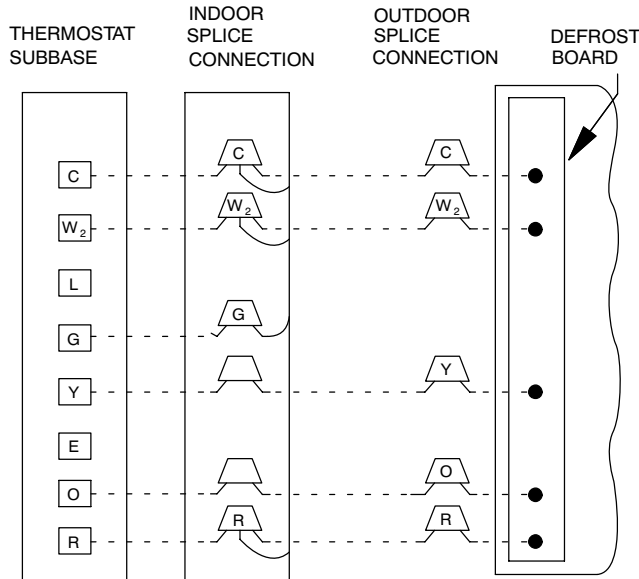 THERMOSTAT
SUBBASE
INDOOR
SPLICE
CONNECTION
OUTDOOR
SPLICE
CONNECTION
DEFROST
BOARD
C C C
W2 W2 W2
L
G G
Y Y
E
O O
R R R